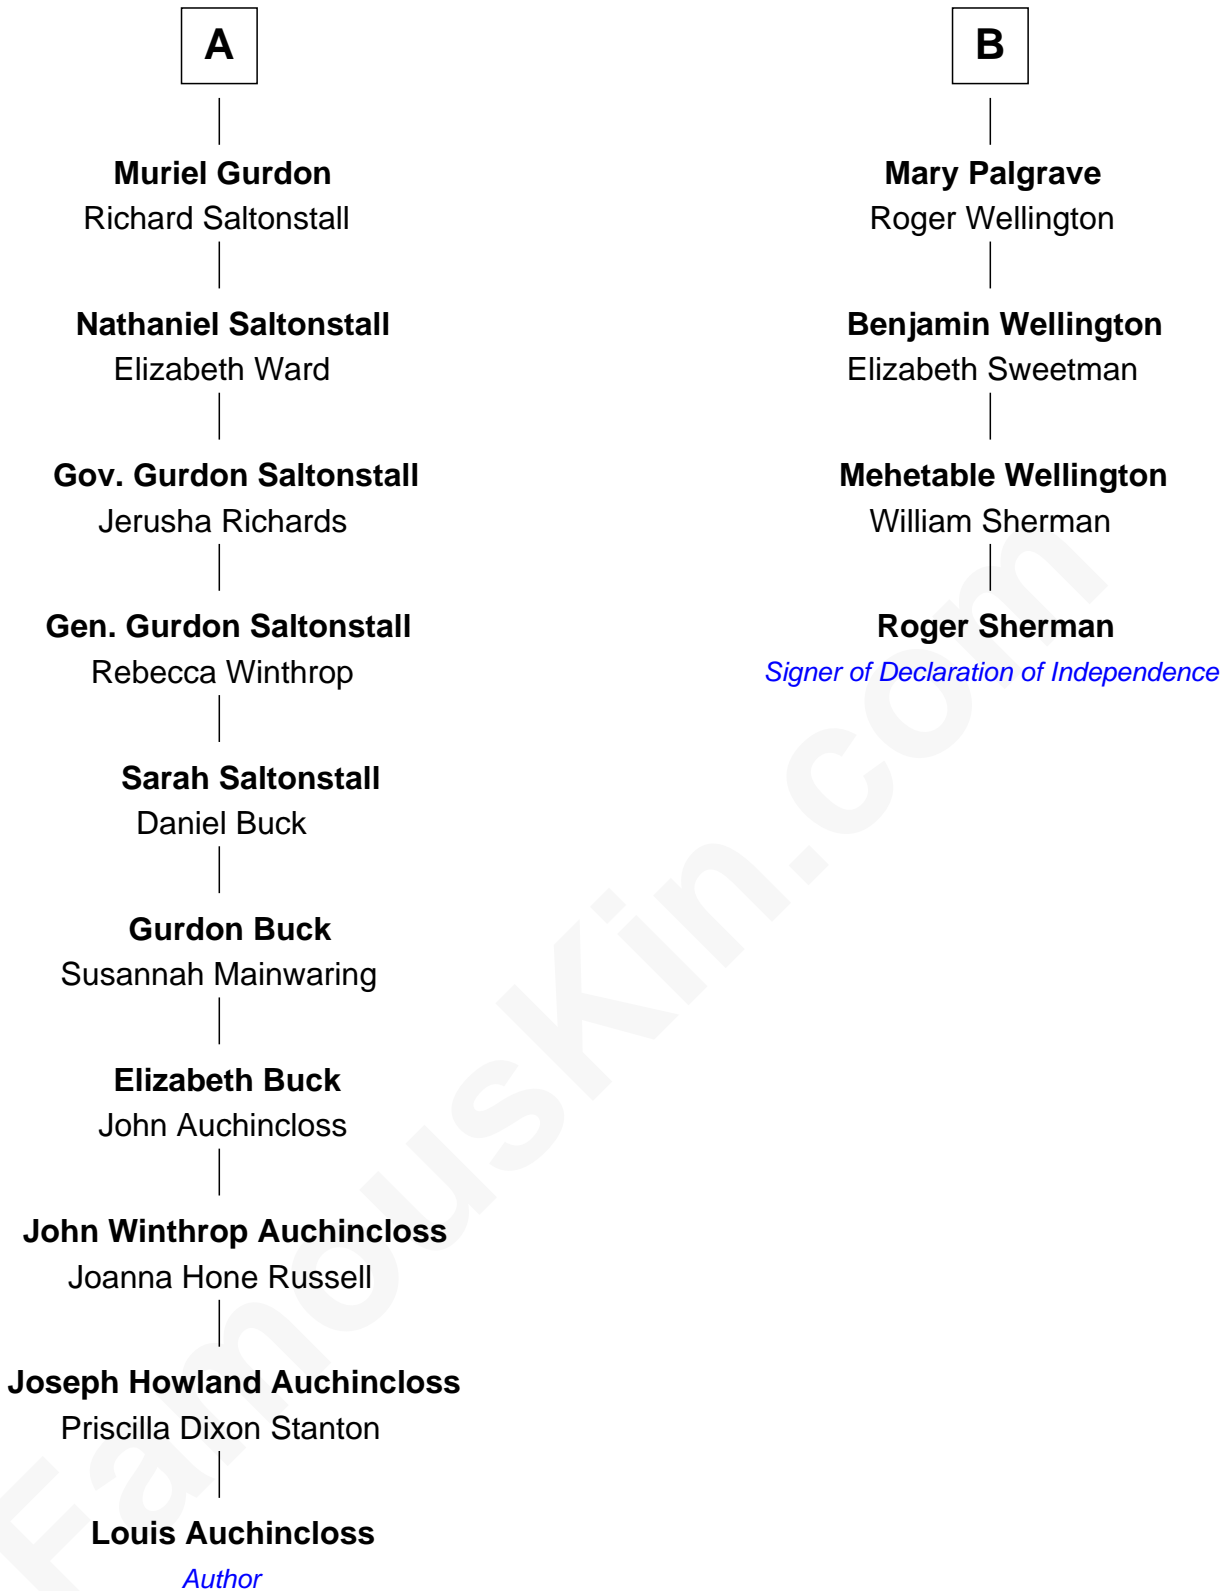 A
Muriel Gurdon
Richard Saltonstall
Nathaniel Saltonstall
Elizabeth Ward
Gov. Gurdon Saltonstall
Jerusha Richards
Gen. Gurdon Saltonstall
Rebecca Winthrop
Sarah Saltonstall
Daniel Buck
Gurdon Buck
Susannah Mainwaring
Elizabeth Buck
John Auchincloss
John Winthrop Auchincloss
Joanna Hone Russell
Joseph Howland Auchincloss
Priscilla Dixon Stanton
Louis Auchincloss
Author
B
Mary Palgrave
Roger Wellington
Benjamin Wellington
Elizabeth Sweetman
Mehetable Wellington
William Sherman
Roger Sherman
Signer of Declaration of Independence
FamousKin.com